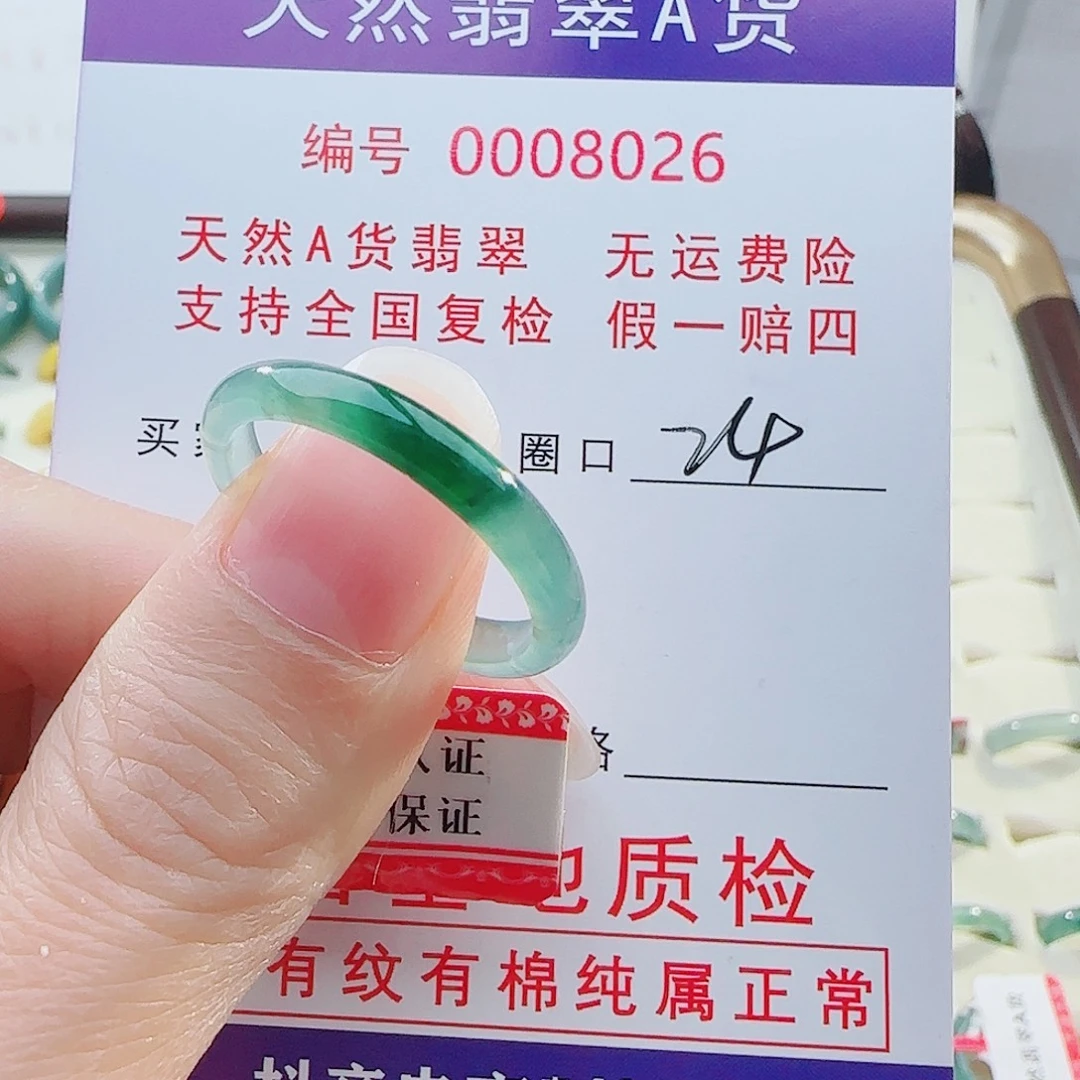 天然翡翠A货
编号 0008026
天然A货翡翠 无运费险
支持全国复检 假一赔四
买 圈口 24
证
保证
质检
有纹有棉纯属正常